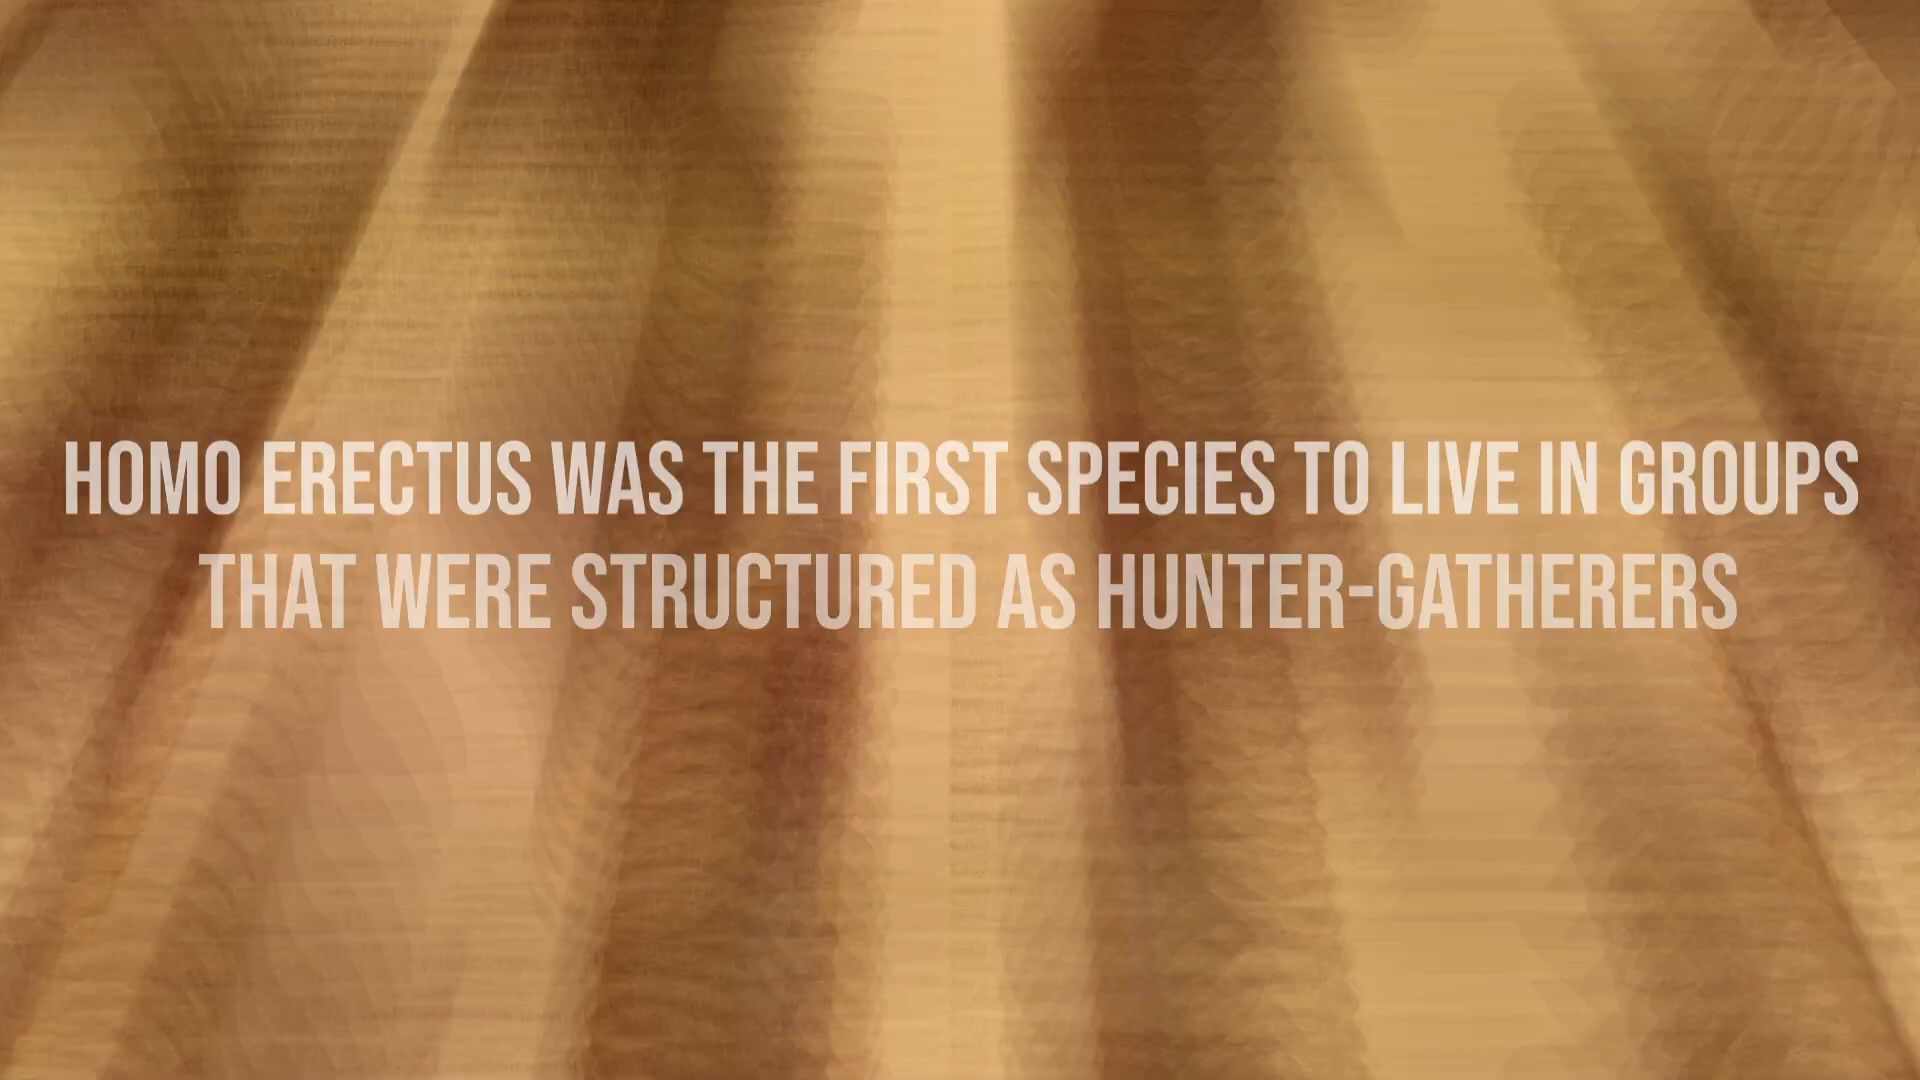 HOMO ERECTUS WAS THE FIRST SPECIES TO LIVE IN GROUPS
THAT WERE STRUCTURED AS HUNTER-GATHERERS